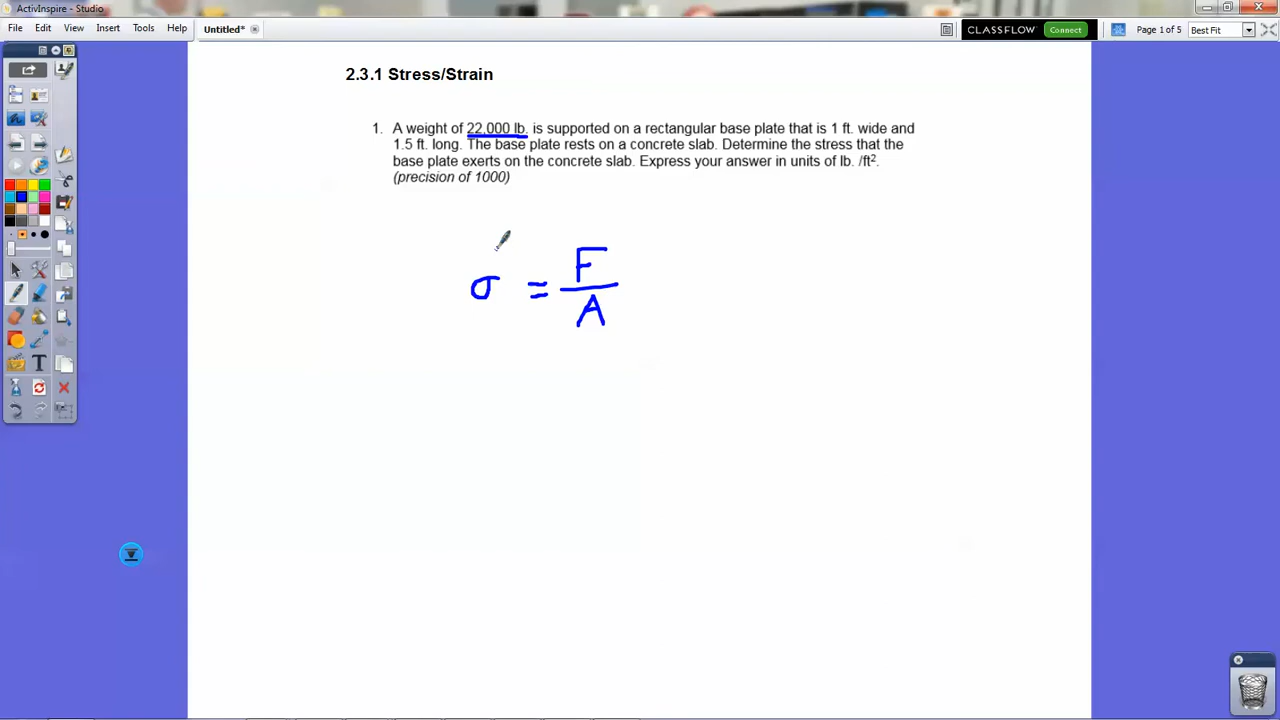 ActivInspire - Studio
File Edit View Insert Tools Help
Untitled*
CLASSFLOW Connect
Page 1 of 5
Best Fit
2.3.1 Stress/Strain
1. A weight of 22,000 lb. is supported on a rectangular base plate that is 1 ft. wide and
1.5 ft. long. The base plate rests on a concrete slab. Determine the stress that the
base plate exerts on the concrete slab. Express your answer in units of lb. /ft².
(precision of 1000)
σ = F
A